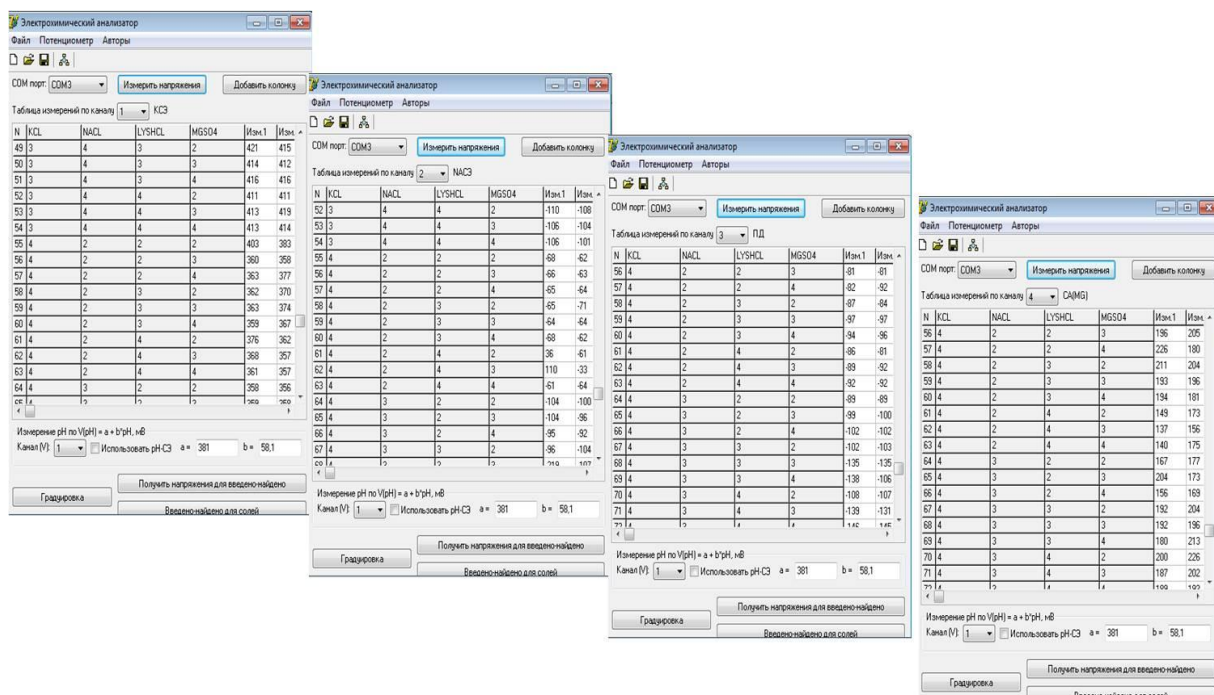 Электрохимический анализатор
Файл Потенциометр Авторы
COM порт: COM3 Измерить напряжения Добавить колонку
Таблица измерений по каналу 1 КСЭ
N KCL NACL LYSHCL MGSO4 Изм.1 Изм.
49 3 4 3 2 421 415
50 3 4 3 3 414 412
51 3 4 3 4 416 416
52 3 4 4 2 411 411
53 3 4 4 3 413 419
54 3 4 4 4 413 414
55 4 2 2 2 403 383
56 4 2 2 3 360 358
57 4 2 2 4 363 377
58 4 2 3 2 362 370
59 4 2 3 3 363 374
60 4 2 3 4 359 367
61 4 2 4 2 376 362
62 4 2 4 3 368 357
63 4 2 4 4 361 357
64 4 3 2 2 358 356
Измерение pH по V(pH) = a + b*pH, мВ
Канал (V): 1 Использовать pH-СЭ a = 381 b = 58,1
Получить напряжения для введено-найдено
Градуировка
Введено-найдено для солей
Электрохимический анализатор
Файл Потенциометр Авторы
COM порт: COM3 Измерить напряжения Добавить колонку
Таблица измерений по каналу 2 NACЭ
N KCL NACL LYSHCL MGSO4 Изм.1 Изм.
52 3 4 4 2 -110 -108
53 3 4 4 3 -106 -104
54 3 4 4 4 -106 -101
55 4 2 2 2 -68 -62
56 4 2 2 3 -66 -63
57 4 2 2 4 -65 -64
58 4 2 3 2 -65 -71
59 4 2 3 3 -64 -64
60 4 2 3 4 -68 -62
61 4 2 4 2 36 -61
62 4 2 4 3 110 -33
63 4 2 4 4 -61 -64
64 4 3 2 2 -104 -100
65 4 3 2 3 -104 -96
66 4 3 2 4 -95 -92
67 4 3 3 2 -96 -104
Измерение pH по V(pH) = a + b*pH, мВ
Канал (V): 1 Использовать pH-СЭ a = 381 b = 58,1
Получить напряжения для введено-найдено
Градуировка
Введено-найдено для солей
Электрохимический анализатор
Файл Потенциометр Авторы
COM порт: COM3 Измерить напряжения Добавить колонку
Таблица измерений по каналу 3 ПД
N KCL NACL LYSHCL MGSO4 Изм.1 Изм.
56 4 2 2 3 -81 -81
57 4 2 2 4 -82 -92
58 4 2 3 2 -87 -84
59 4 2 3 3 -97 -97
60 4 2 3 4 -94 -96
61 4 2 4 2 -86 -81
62 4 2 4 3 -89 -92
63 4 2 4 4 -92 -92
64 4 3 2 2 -89 -89
65 4 3 2 3 -99 -100
66 4 3 2 4 -102 -102
67 4 3 3 2 -102 -103
68 4 3 3 3 -135 -135
69 4 3 3 4 -138 -106
70 4 3 4 2 -108 -107
71 4 3 4 3 -139 -131
Измерение pH по V(pH) = a + b*pH, мВ
Канал (V): 1 Использовать pH-СЭ a = 381 b = 58,1
Получить напряжения для введено-найдено
Градуировка
Введено-найдено для солей
Электрохимический анализатор
Файл Потенциометр Авторы
COM порт: COM3 Измерить напряжения Добавить колонку
Таблица измерений по каналу 4 CA(MG)
N KCL NACL LYSHCL MGSO4 Изм.1 Изм.
56 4 2 2 3 196 205
57 4 2 2 4 226 180
58 4 2 3 2 211 204
59 4 2 3 3 193 196
60 4 2 3 4 194 181
61 4 2 4 2 149 173
62 4 2 4 3 137 156
63 4 2 4 4 140 175
64 4 3 2 2 167 177
65 4 3 2 3 204 173
66 4 3 2 4 156 169
67 4 3 3 2 192 204
68 4 3 3 3 192 196
69 4 3 3 4 180 213
70 4 3 4 2 200 226
71 4 3 4 3 187 202
Измерение pH по V(pH) = a + b*pH, мВ
Канал (V): 1 Использовать pH-СЭ a = 381 b = 58,1
Получить напряжения для введено-найдено
Градуировка